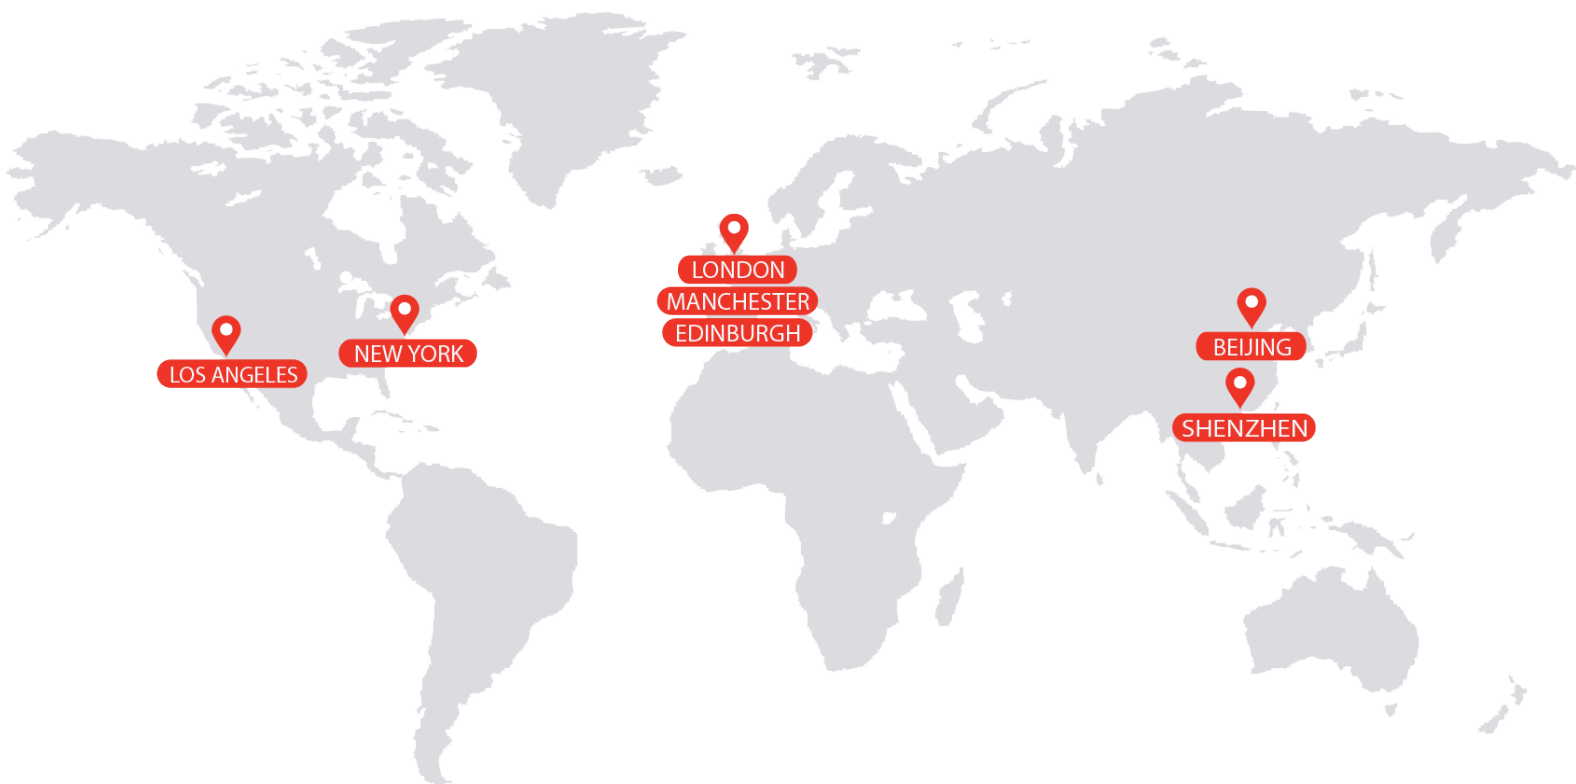 LONDON
MANCHESTER
EDINBURGH
LOS ANGELES
NEW YORK
BEIJING
SHENZHEN